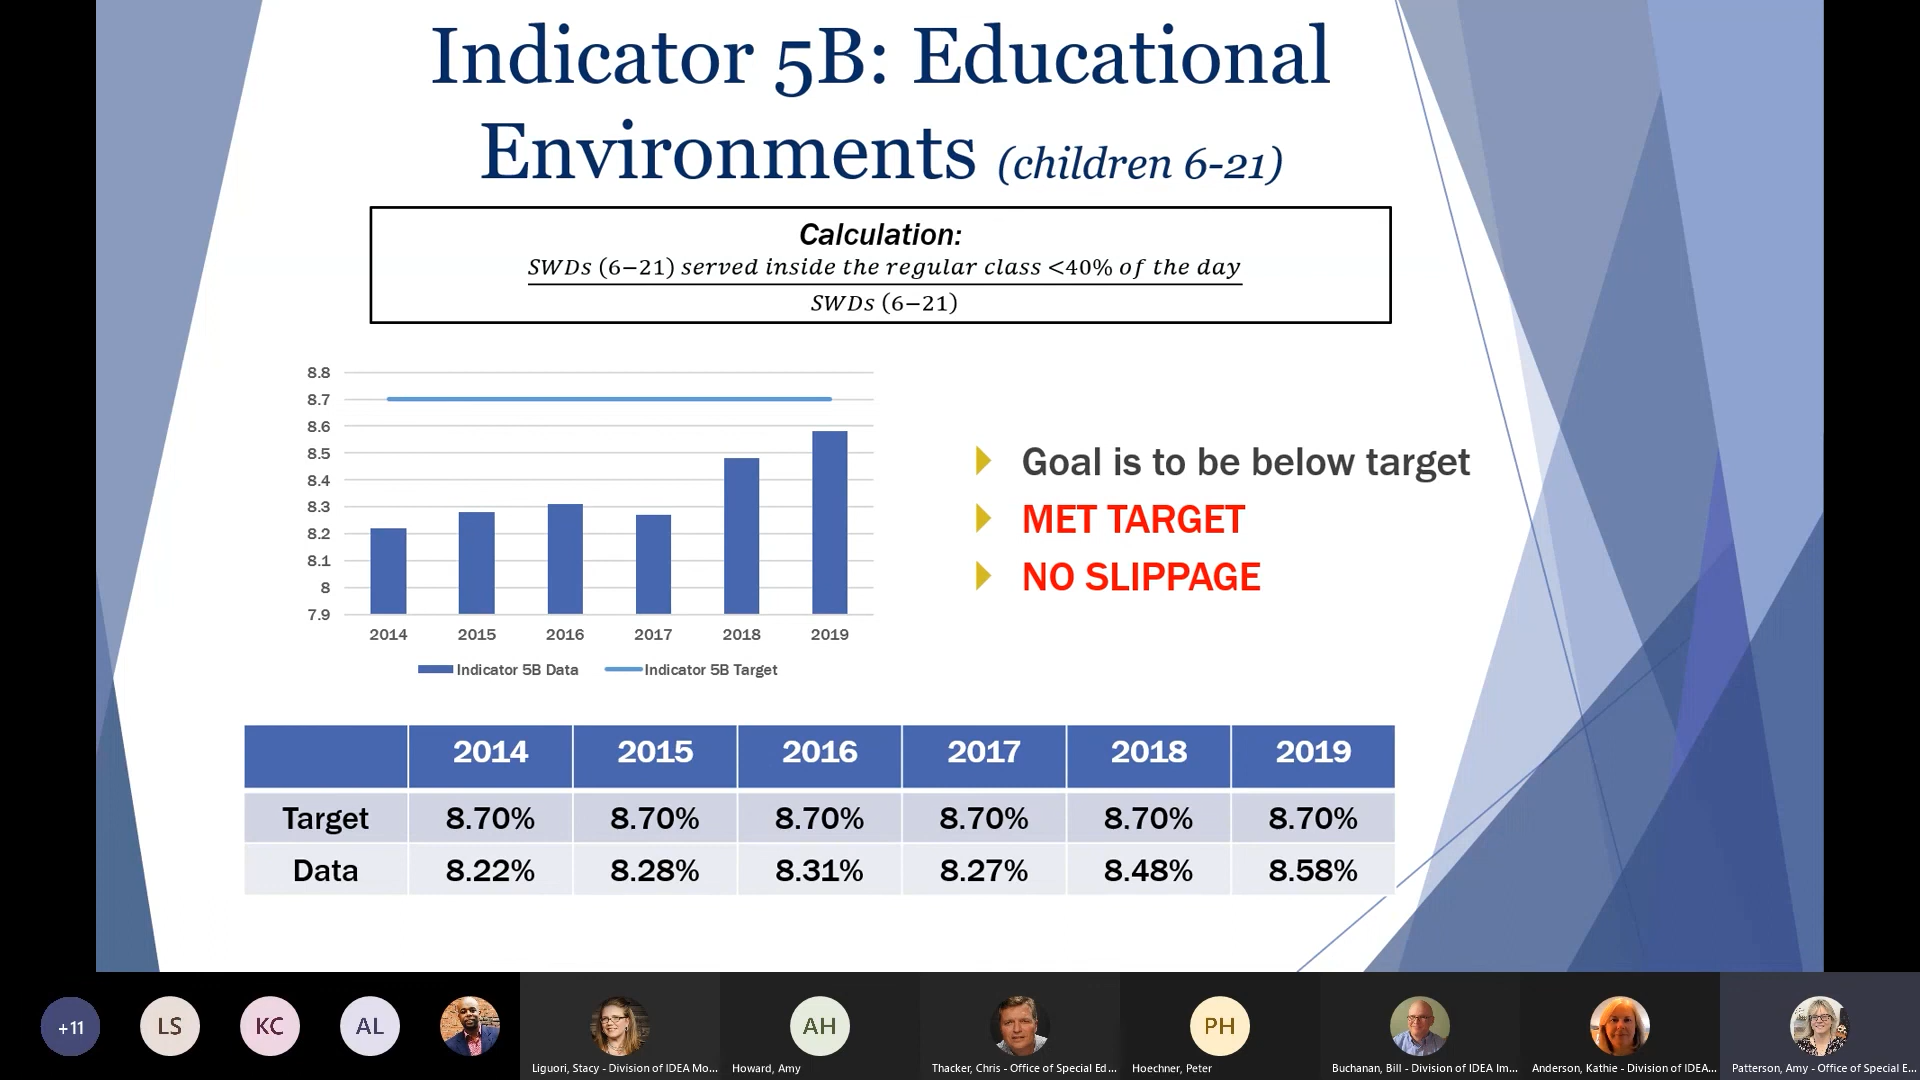 Indicator 5B: Educational
Environments (children 6-21)
Calculation:
SWDs (6−21) served inside the regular class <40% of the day
SWDs (6−21)
8.8
8.7
8.6
8.5
8.4
8.3
8.2
8.1
8
7.9
2014 2015 2016 2017 2018 2019
Indicator 5B Data Indicator 5B Target
Goal is to be below target
MET TARGET
NO SLIPPAGE
2014 2015 2016 2017 2018 2019
Target 8.70% 8.70% 8.70% 8.70% 8.70% 8.70%
Data 8.22% 8.28% 8.31% 8.27% 8.48% 8.58%
+11 LS KC AL AH PH
Liguori, Stacy - Division of IDEA Mo... Howard, Amy Thacker, Chris - Office of Special Ed... Hoechner, Peter Buchanan, Bill - Division of IDEA Im... Anderson, Kathie - Division of IDEA... Patterson, Amy - Office of Special E...